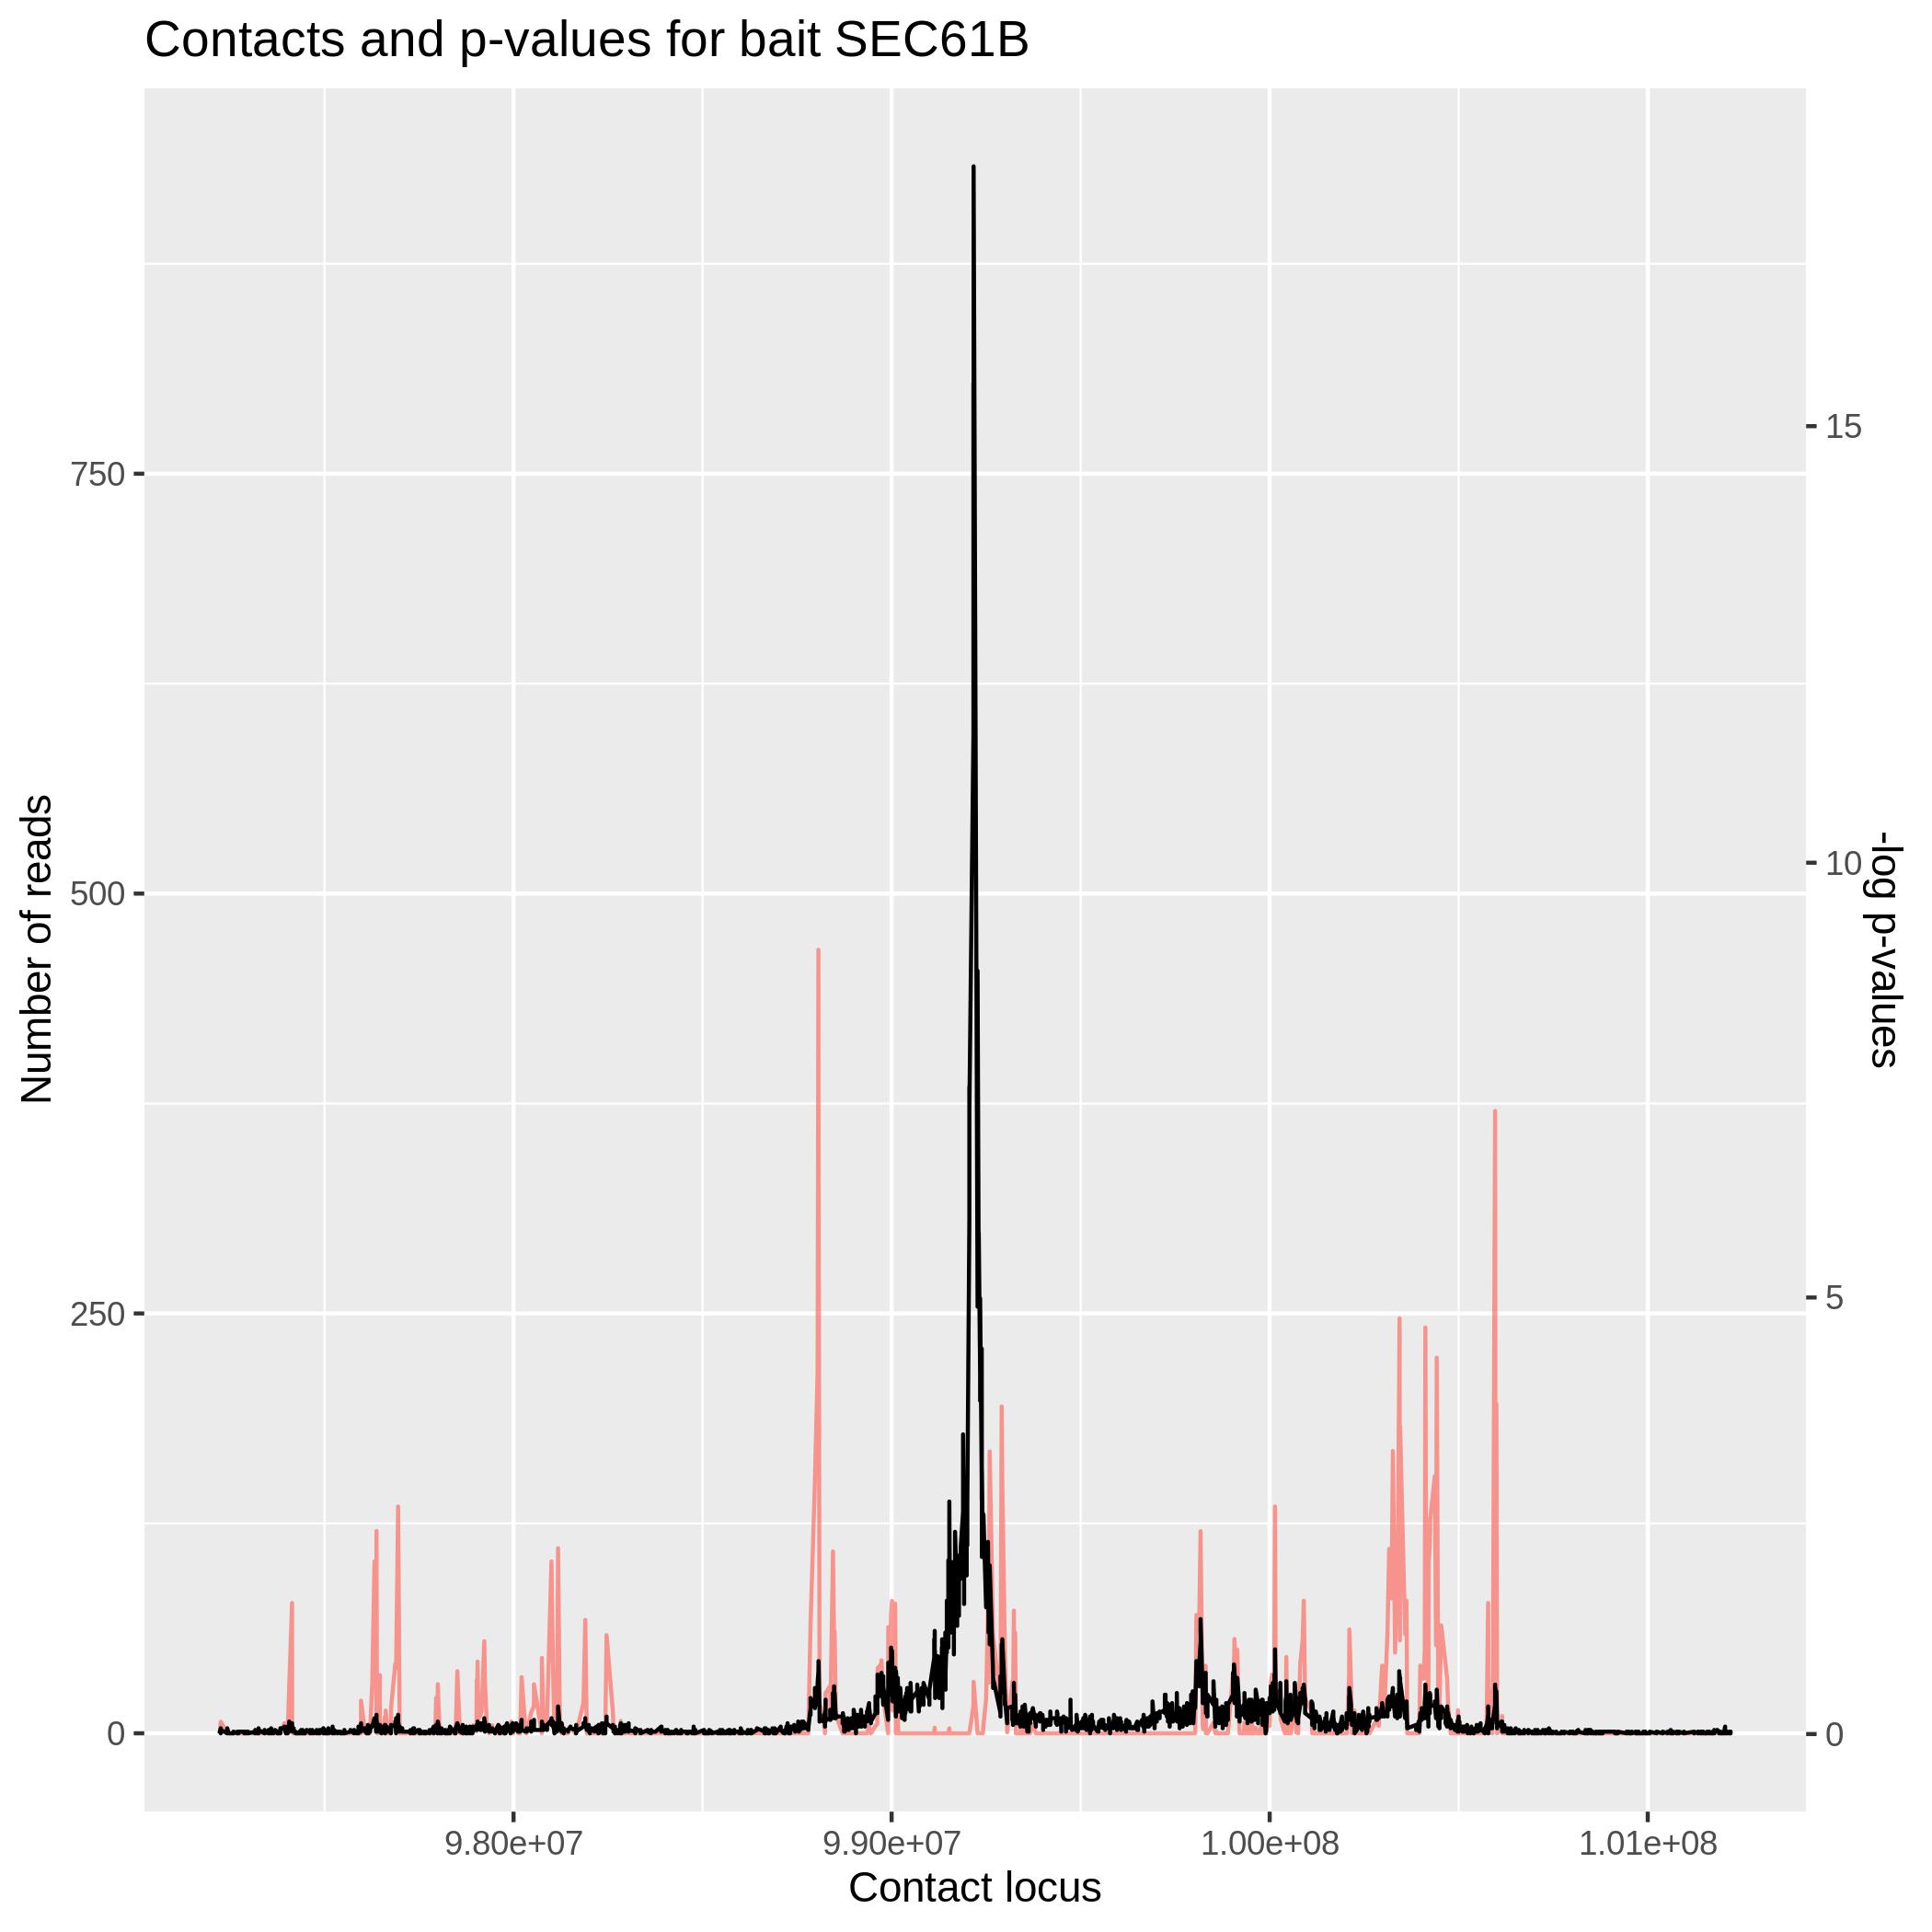 Contacts and p-values for bait SEC61B
Number of reads
750
500
250
0
15
10
5
0
-log p-values
9.80e+07
9.90e+07
1.00e+08
1.01e+08
Contact locus